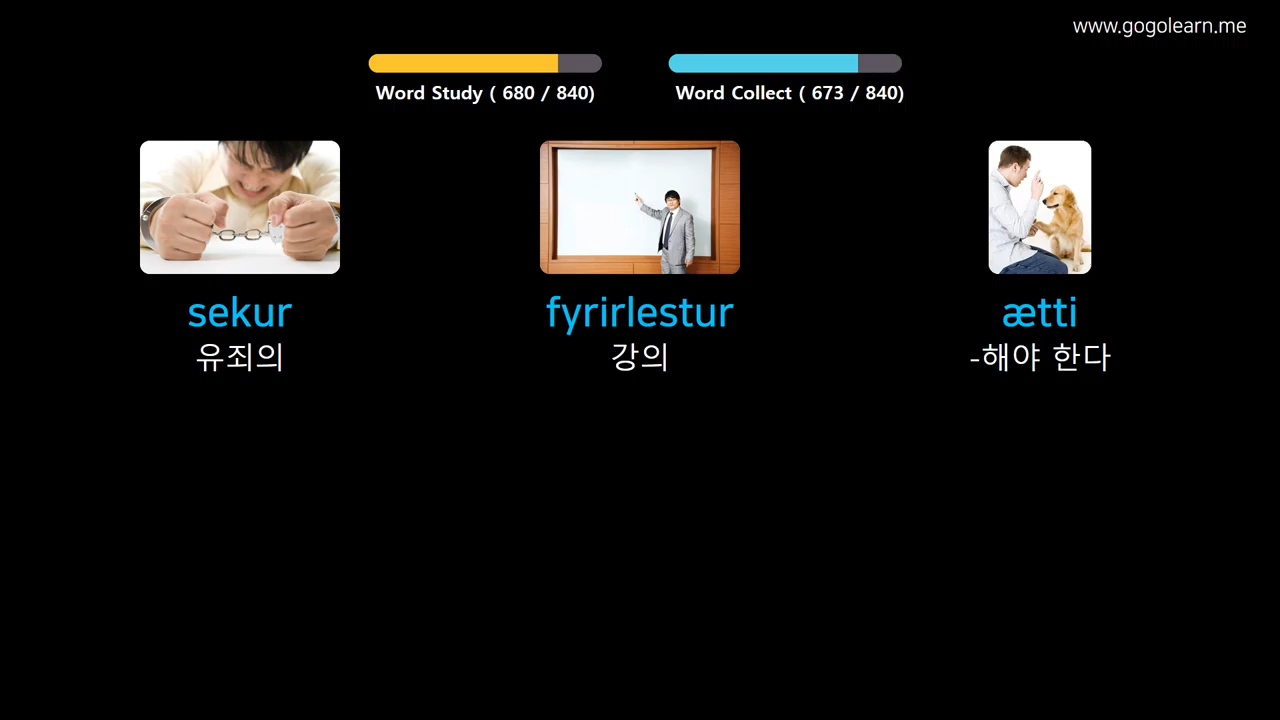 www.gogolearn.me
Word Study ( 680 / 840)
Word Collect ( 673 / 840)
sekur
유죄의
fyrirlestur
강의
ætti
-해야 한다